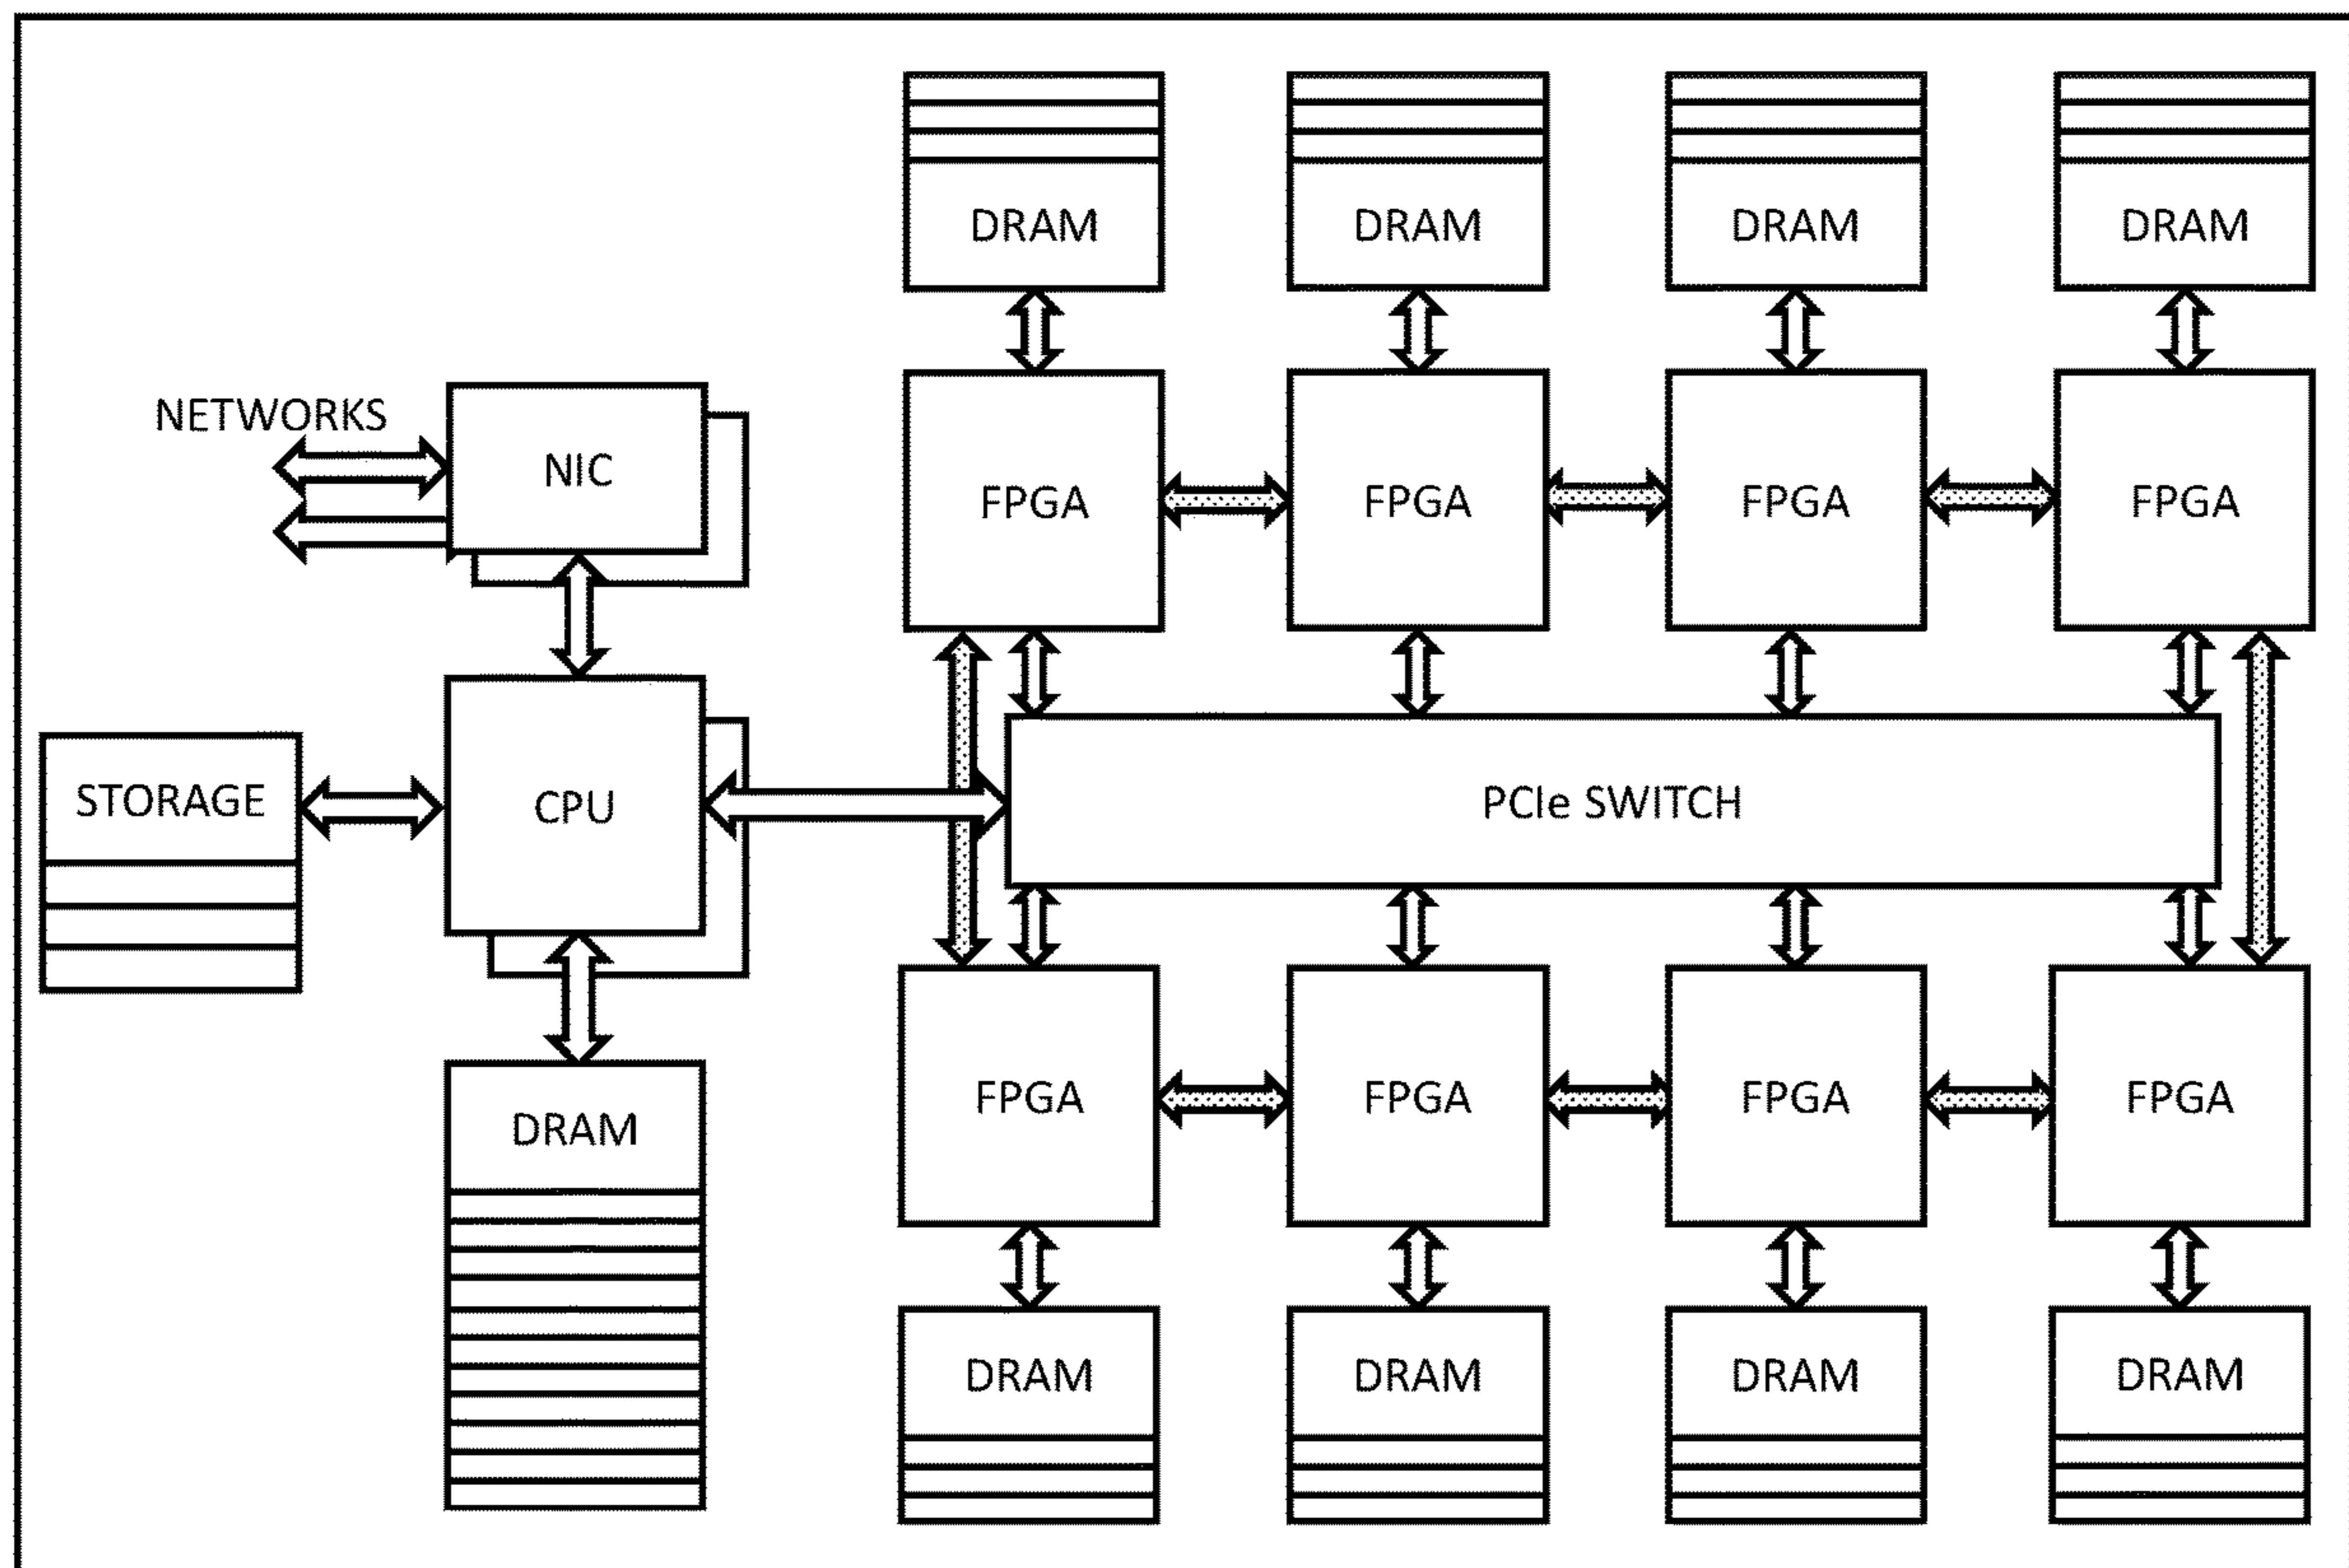 DRAM DRAM DRAM DRAM
NETWORKS
NIC
FPGA FPGA FPGA FPGA
STORAGE
CPU
PCIe SWITCH
FPGA FPGA FPGA FPGA
DRAM
DRAM DRAM DRAM DRAM